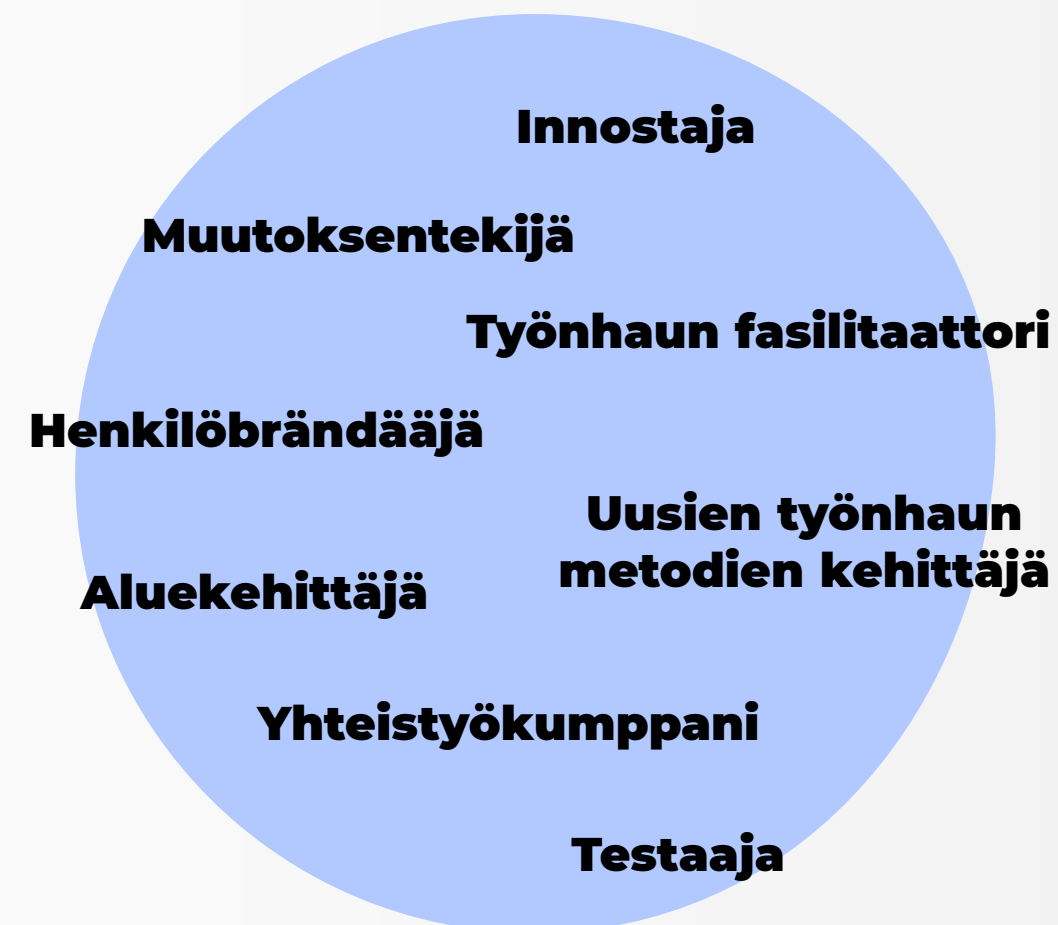 Innostaja
Muutoksentekijä
Työnhaun fasilitaattori
Henkilöbrändääjä
Uusien työnhaun
metodien kehittäjä
Aluekehittäjä
Yhteistyökumppani
Testaaja